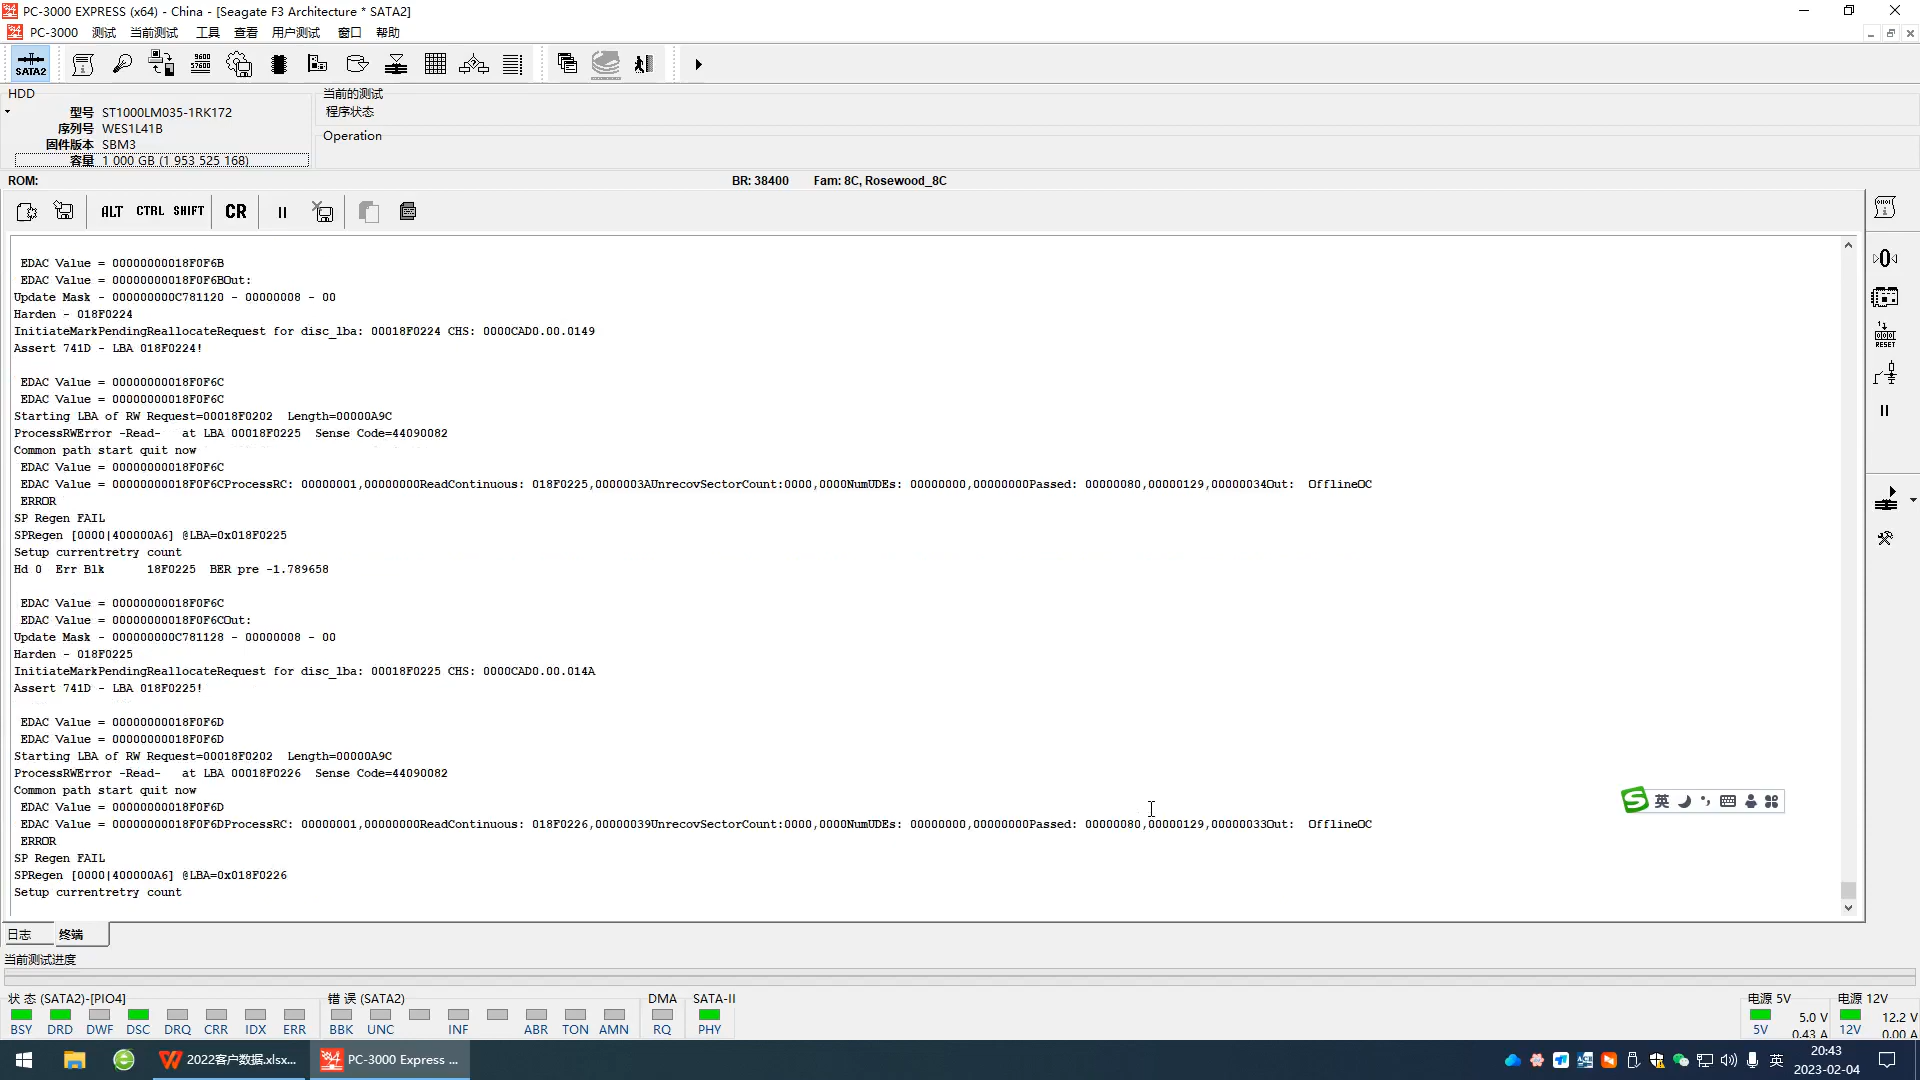 PC-3000 EXPRESS (x64) - China - [Seagate F3 Architecture * SATA2]
PC-3000 测试 当前测试 工具 查看 用户测试 窗口 帮助
SATA2
HDD
当前的测试
型号 ST1000LM035-1RK172
程序状态
序列号 WES1L41B
Operation
固件版本 SBM3
容量 1 000 GB (1 953 525 168)
ROM: BR: 38400 Fam: 8C, Rosewood_8C
ALT CTRL SHIFT CR
EDAC Value = 00000000018F0F6B
EDAC Value = 00000000018F0F6BOut:
Update Mask - 000000000C781120 - 00000008 - 00
Harden - 018F0224
InitiateMarkPendingReallocateRequest for disc_lba: 00018F0224 CHS: 0000CAD0.00.0149
Assert 741D - LBA 018F0224!
EDAC Value = 00000000018F0F6C
EDAC Value = 00000000018F0F6C
Starting LBA of RW Request=00018F0202 Length=00000A9C
ProcessRWError -Read- at LBA 00018F0225 Sense Code=44090082
Common path start quit now
EDAC Value = 00000000018F0F6C
EDAC Value = 00000000018F0F6CProcessRC: 00000001,00000000ReadContinuous: 018F0225,0000003AUnrecovSectorCount:0000,0000NumUDEs: 00000000,00000000Passed: 00000080,00000129,00000034Out: OfflineOC
ERROR
SP Regen FAIL
SPRegen [0000|400000A6] @LBA=0x018F0225
Setup currentretry count
Hd 0 Err Blk 18F0225 BER pre -1.789658
EDAC Value = 00000000018F0F6C
EDAC Value = 00000000018F0F6COut:
Update Mask - 000000000C781128 - 00000008 - 00
Harden - 018F0225
InitiateMarkPendingReallocateRequest for disc_lba: 00018F0225 CHS: 0000CAD0.00.014A
Assert 741D - LBA 018F0225!
EDAC Value = 00000000018F0F6D
EDAC Value = 00000000018F0F6D
Starting LBA of RW Request=00018F0202 Length=00000A9C
ProcessRWError -Read- at LBA 00018F0226 Sense Code=44090082
Common path start quit now
EDAC Value = 00000000018F0F6D
EDAC Value = 00000000018F0F6DProcessRC: 00000001,00000000ReadContinuous: 018F0226,00000039UnrecovSectorCount:0000,0000NumUDEs: 00000000,00000000Passed: 00000080,00000129,00000033Out: OfflineOC
ERROR
SP Regen FAIL
SPRegen [0000|400000A6] @LBA=0x018F0226
Setup currentretry count
RESET
英
日志 终端
当前测试进度
状 态 (SATA2)-[PIO4] 错 误 (SATA2) DMA SATA-II 电源 5V 电源 12V
5.0 V 12.2 V
BSY DRD DWF DSC DRQ CRR IDX ERR BBK UNC INF ABR TON AMN RQ PHY 5V 12V
0.43 A 0.00 A
2022客户数据.xlsx... PC-3000 Express ... 英
20:43
2023-02-04